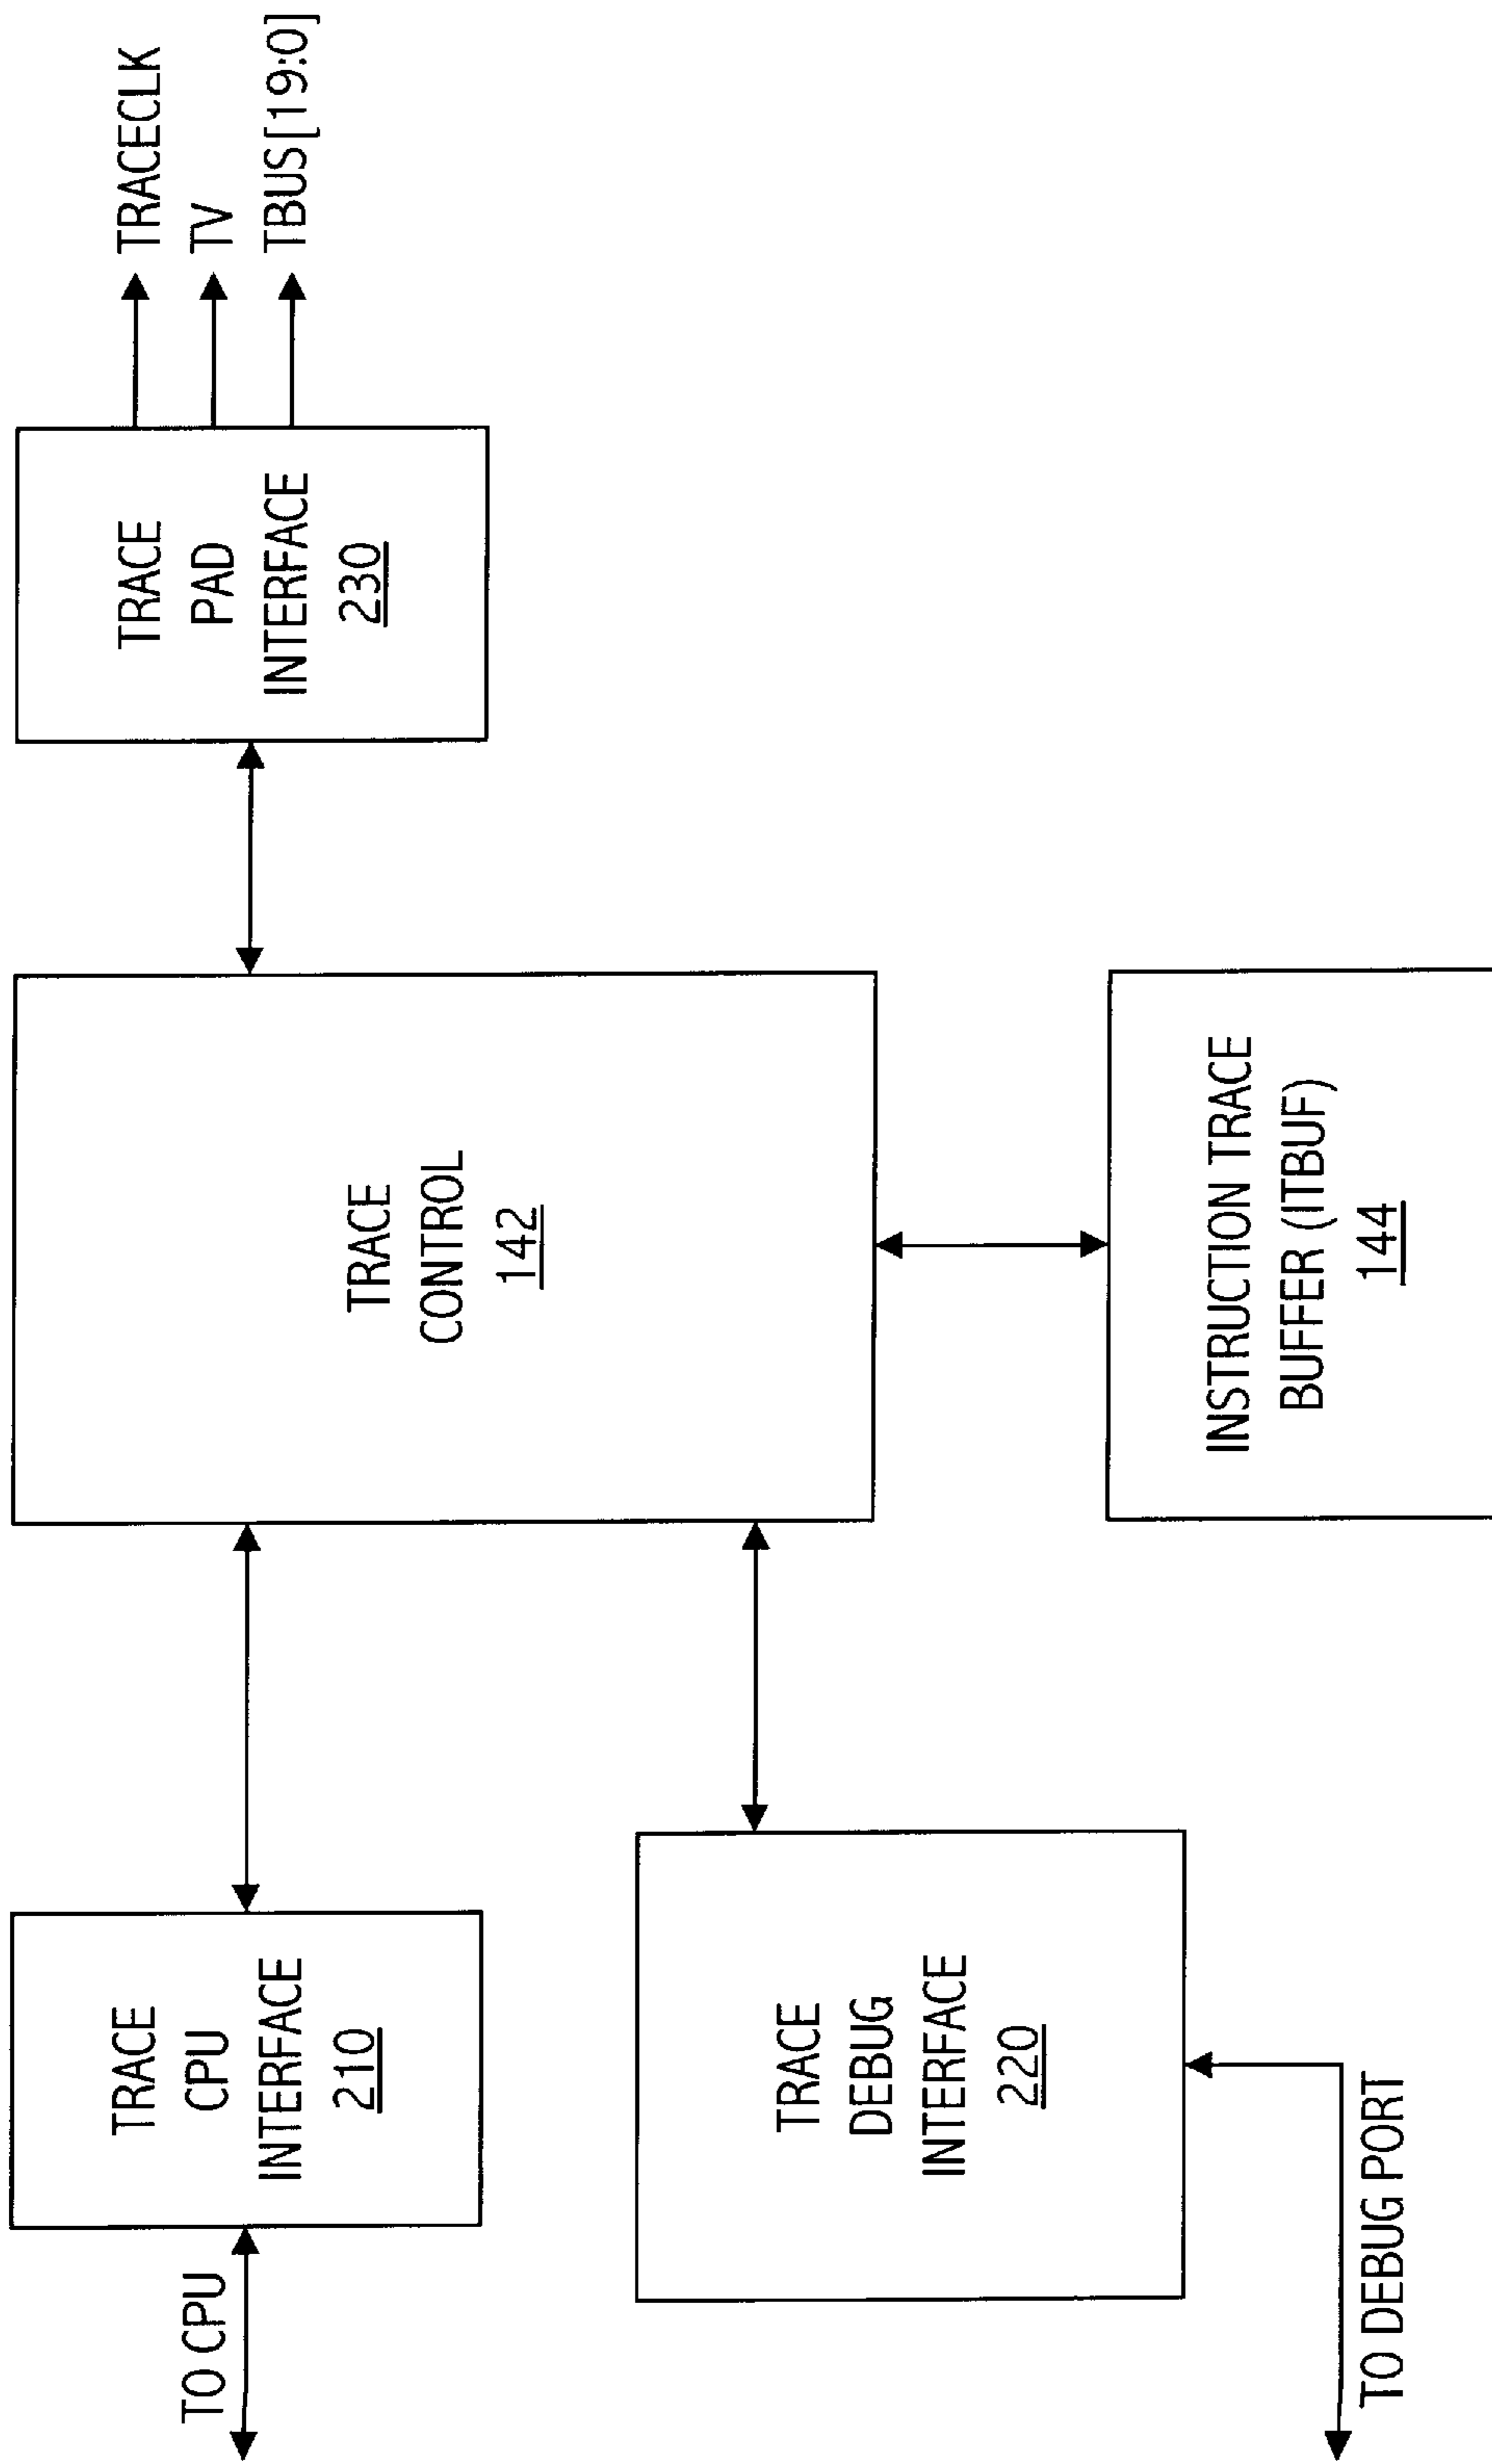 TO CPU
TRACE
CPU
INTERFACE
210
TRACE
CONTROL
142
TRACE
PAD
INTERFACE
230
TRACECLK
TV
TBUS[19:0]
TRACE
DEBUG
INTERFACE
220
TO DEBUG PORT
INSTRUCTION TRACE
BUFFER (ITBUF)
144